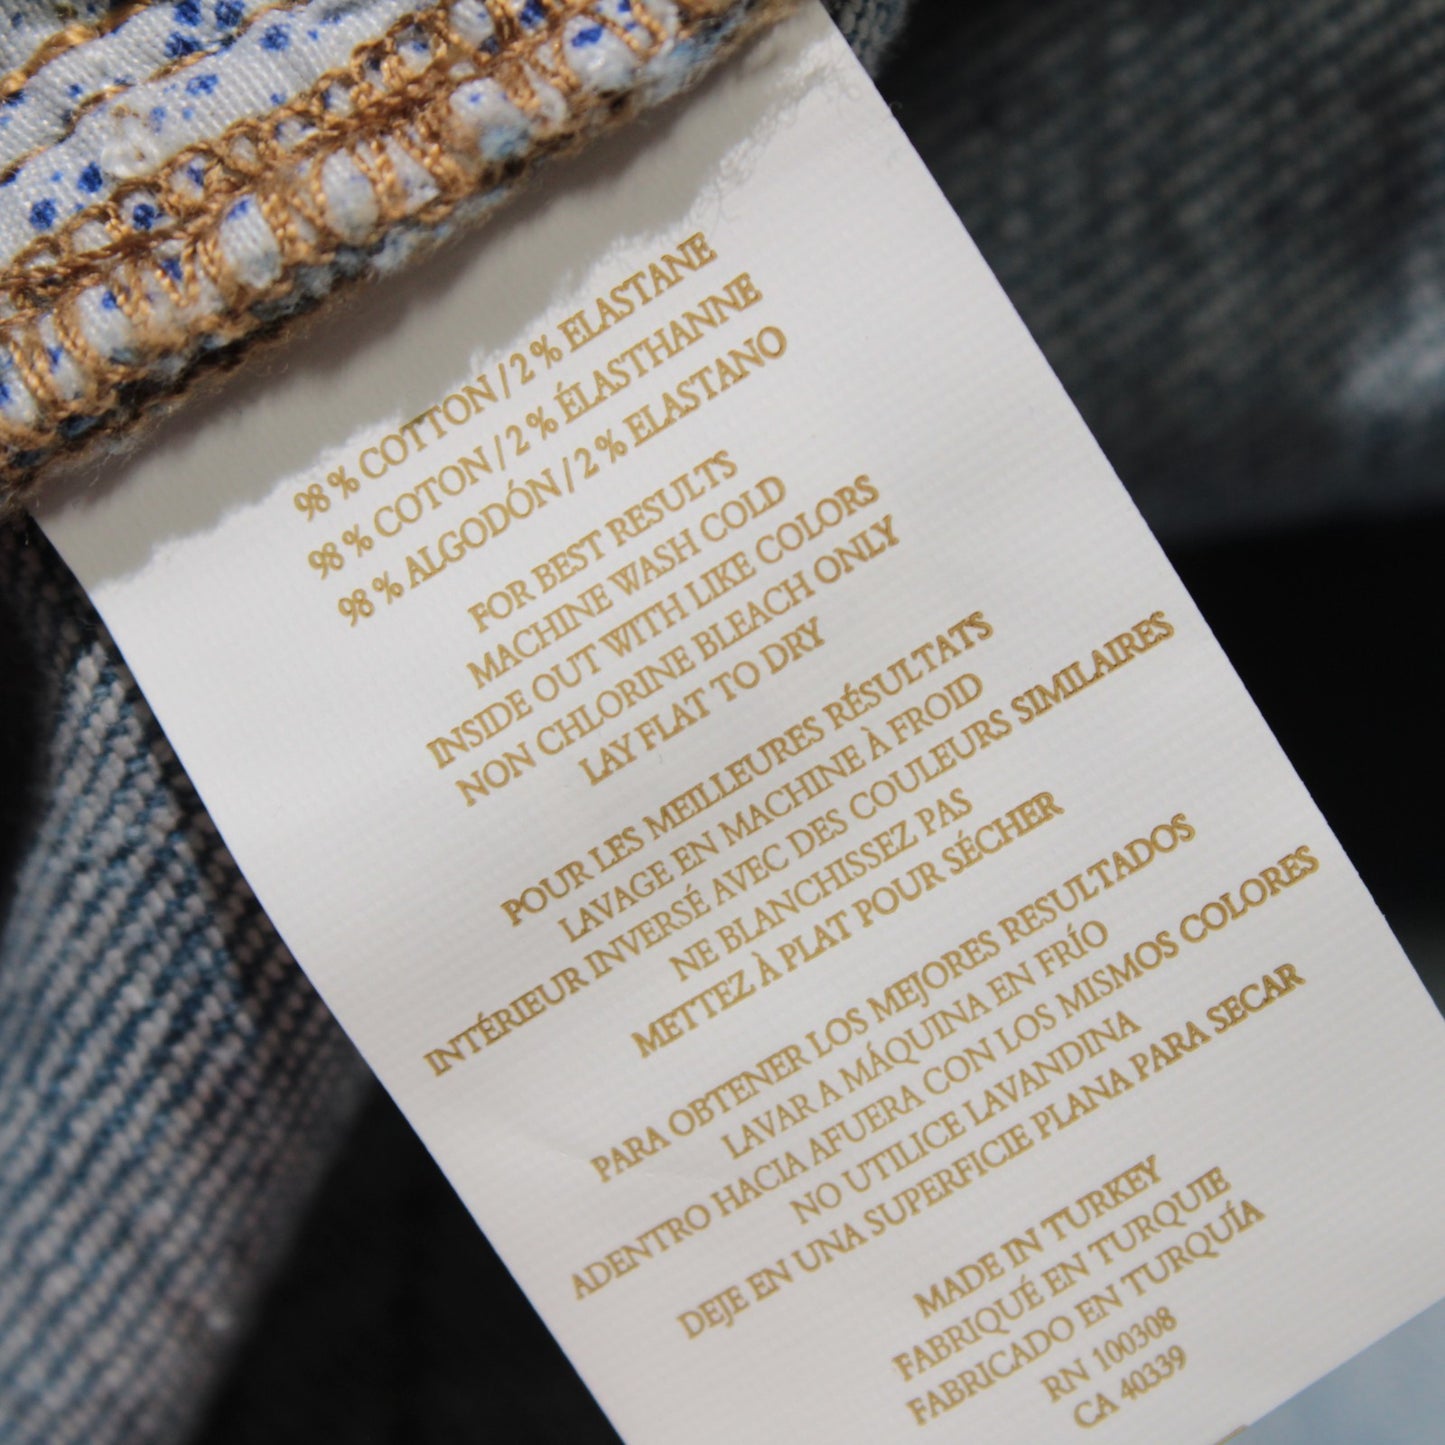 98 % COTTON / 2 % ELASTANE
98 % COTON / 2 % ÉLASTHANNE
98 % ALGODÓN / 2 % ELASTANO
FOR BEST RESULTS
MACHINE WASH COLD
INSIDE OUT WITH LIKE COLORS
NON CHLORINE BLEACH ONLY
LAY FLAT TO DRY
POUR LES MEILLEURES RÉSULTATS
LAVAGE EN MACHINE À FROID
INTÉRIEUR INVERSÉ AVEC DES COULEURS SIMILAIRES
NE BLANCHISSEZ PAS
METTEZ À PLAT POUR SÉCHER
PARA OBTENER LOS MEJORES RESULTADOS
LAVAR A MÁQUINA EN FRÍO
ADENTRO HACIA AFUERA CON LOS MISMOS COLORES
NO UTILICE LAVANDINA
DEJE EN UNA SUPERFICIE PLANA PARA SECAR
MADE IN TURKEY
FABRIQUÉ EN TURQUIE
FABRICADO EN TURQUÍA
RN 100308
CA 40339